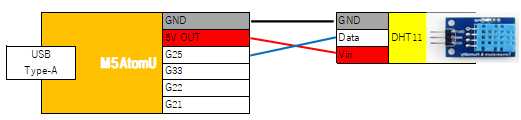 USB
Type-A
M5AtomU
GND
5V OUT
G25
G33
G22
G21
GND
Data
Vin
DHT11